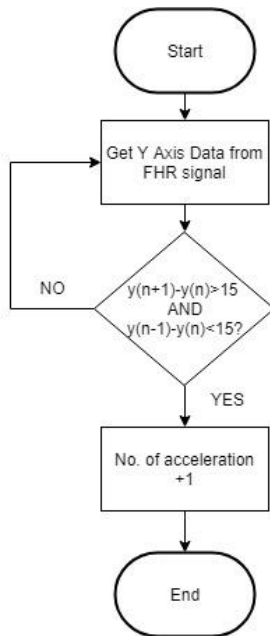 Start
Get Y Axis Data from
FHR signal
y(n+1)-y(n)>15
AND
y(n-1)-y(n)<15?
NO
YES
No. of acceleration
+1
End